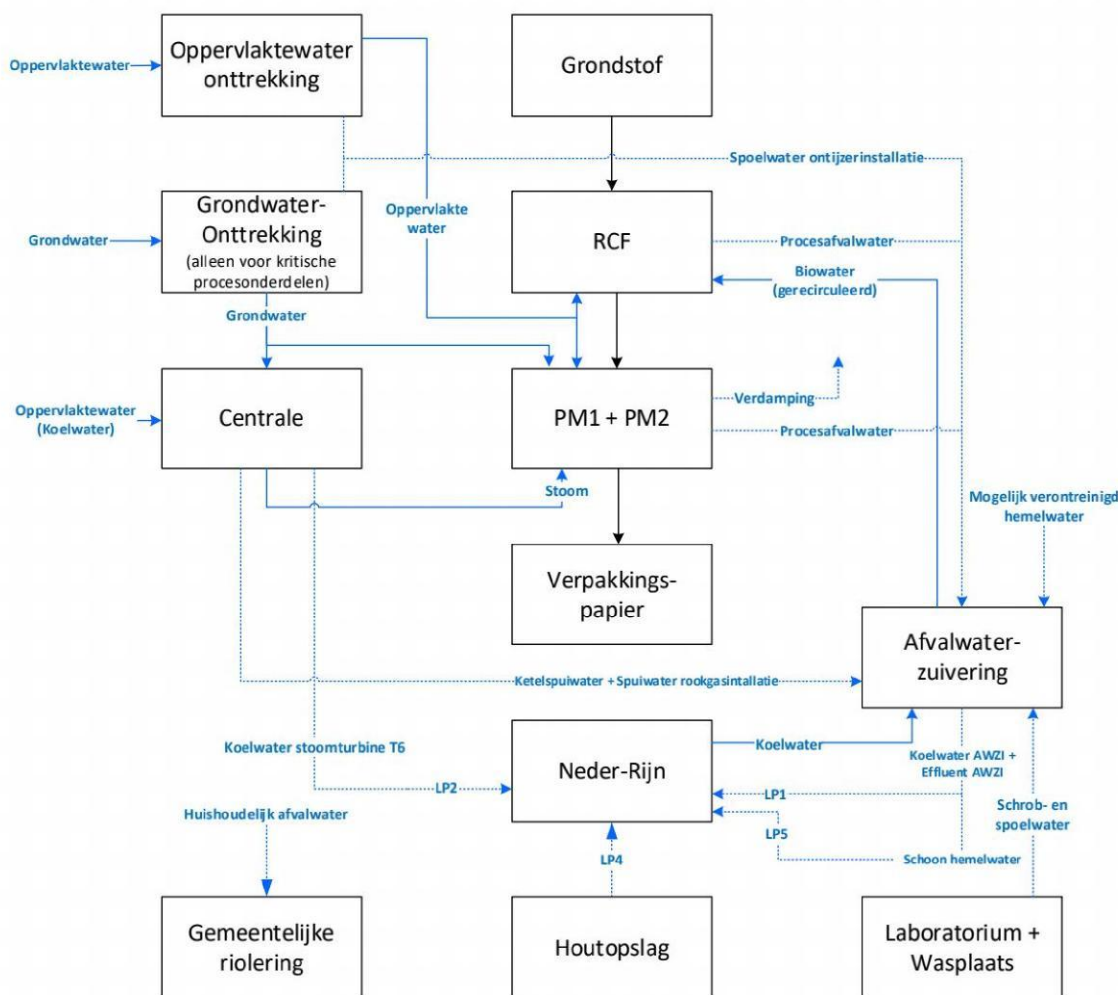 Oppervlaktewater
onttrekking
Grondstof
Oppervlaktewater
Spoelwater ontijzerinstallatie
Grondwater-
Onttrekking
(alleen voor kritische
procesonderdelen)
Oppervlakte
water
RCF
Grondwater
Procesafvalwater
Biowater
(gerecirculeerd)
Grondwater
Centrale
PM1 + PM2
Oppervlaktewater
(Koelwater)
Verdamping
Procesafvalwater
Stoom
Mogelijk verontreinigd
hemelwater
Verpakkings-
papier
Afvalwater-
zuivering
Ketelspuiwater + Spuiwater rookgasintallatie
Koelwater stoomturbine T6
Neder-Rijn
Koelwater
Koelwater AWZI +
Effluent AWZI
LP2
LP1
Huishoudelijk afvalwater
Schrob- en
spoelwater
LP5
LP4
Schoon hemelwater
Gemeentelijke
riolering
Houtopslag
Laboratorium +
Wasplaats